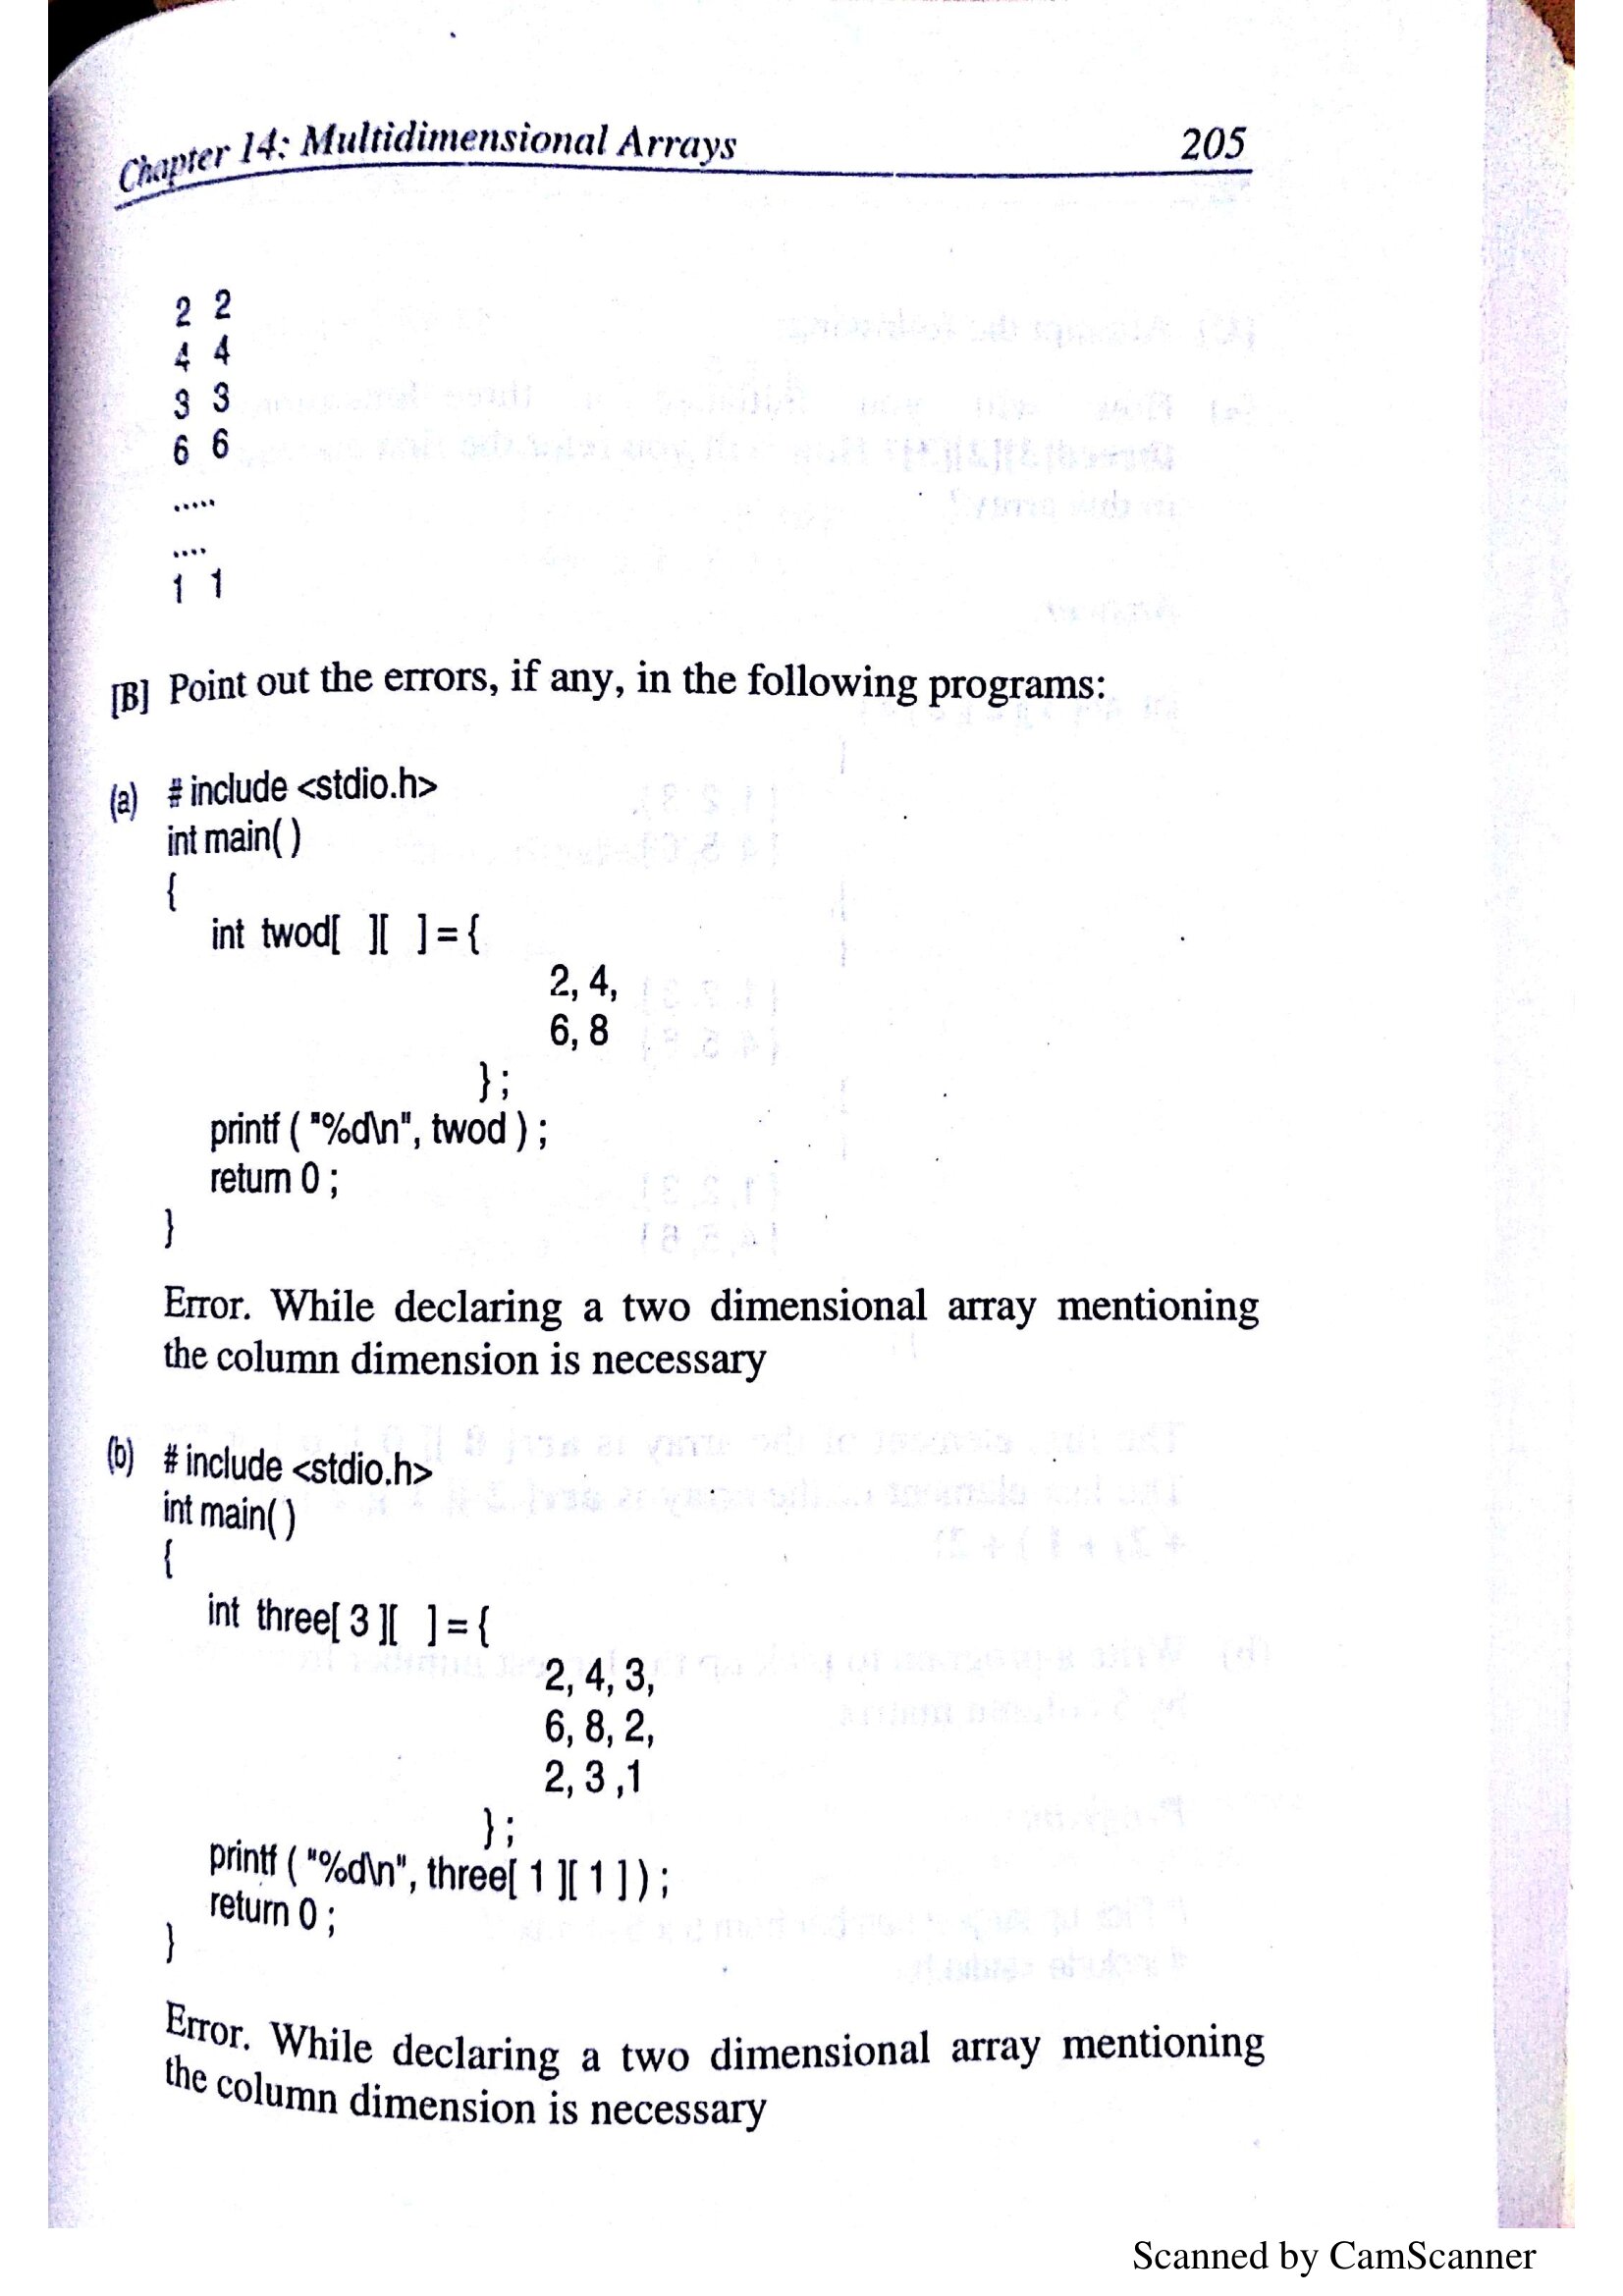 Chapter 14: Multidimensional Arrays 205
2 2
4 4
3 3
6 6
.....
....
1 1
[B] Point out the errors, if any, in the following programs:
(a) # include <stdio.h>
int main( )
{
int twod[ ][ ] = {
2, 4,
6, 8
} ;
printf ( "%d\n", twod ) ;
return 0 ;
}
Error. While declaring a two dimensional array mentioning
the column dimension is necessary
(b) # include <stdio.h>
int main( )
{
int three[ 3 ][ ] = {
2, 4, 3,
6, 8, 2,
2, 3 ,1
} ;
printf ( "%d\n", three[ 1 ][ 1 ] ) ;
return 0 ;
}
Error. While declaring a two dimensional array mentioning
the column dimension is necessary
Scanned by CamScanner